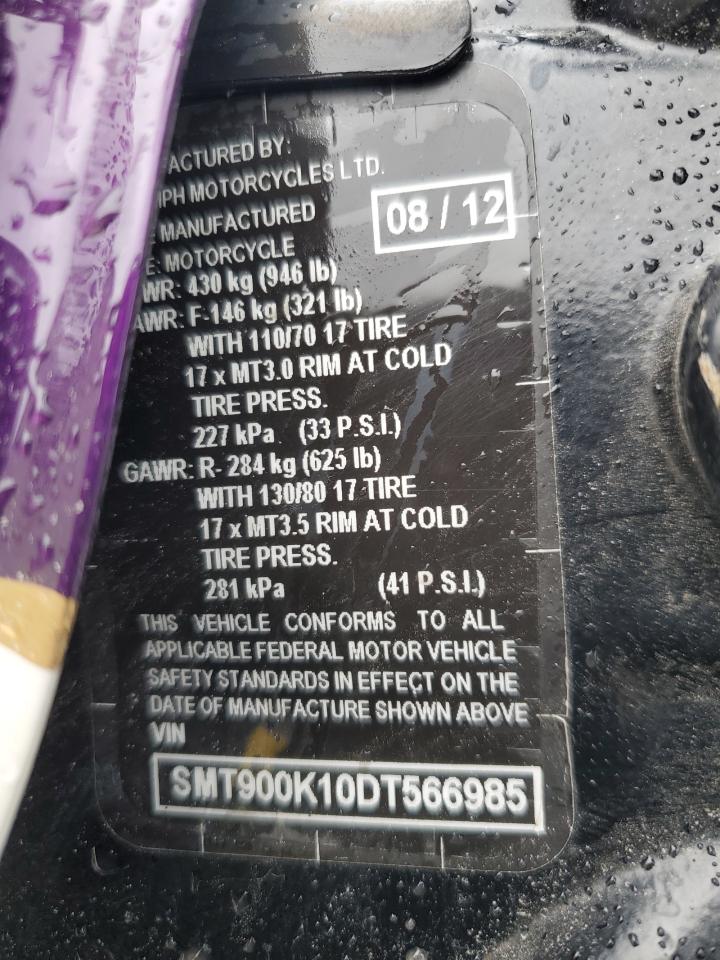 ACTURED BY:
MPH MOTORCYCLES LTD.
MANUFACTURED 08 / 12
E: MOTORCYCLE
WR: 430 kg (946 lb)
AWR: F-146 kg (321 lb)
WITH 110/70 17 TIRE
17 x MT3.0 RIM AT COLD
TIRE PRESS.
227 kPa (33 P.S.I.)
GAWR: R- 284 kg (625 lb)
WITH 130/80 17 TIRE
17 x MT3.5 RIM AT COLD
TIRE PRESS.
281 kPa (41 P.S.I.)
THIS VEHICLE CONFORMS TO ALL
APPLICABLE FEDERAL MOTOR VEHICLE
SAFETY STANDARDS IN EFFECT ON THE
DATE OF MANUFACTURE SHOWN ABOVE
VIN
SMT900K10DT566985